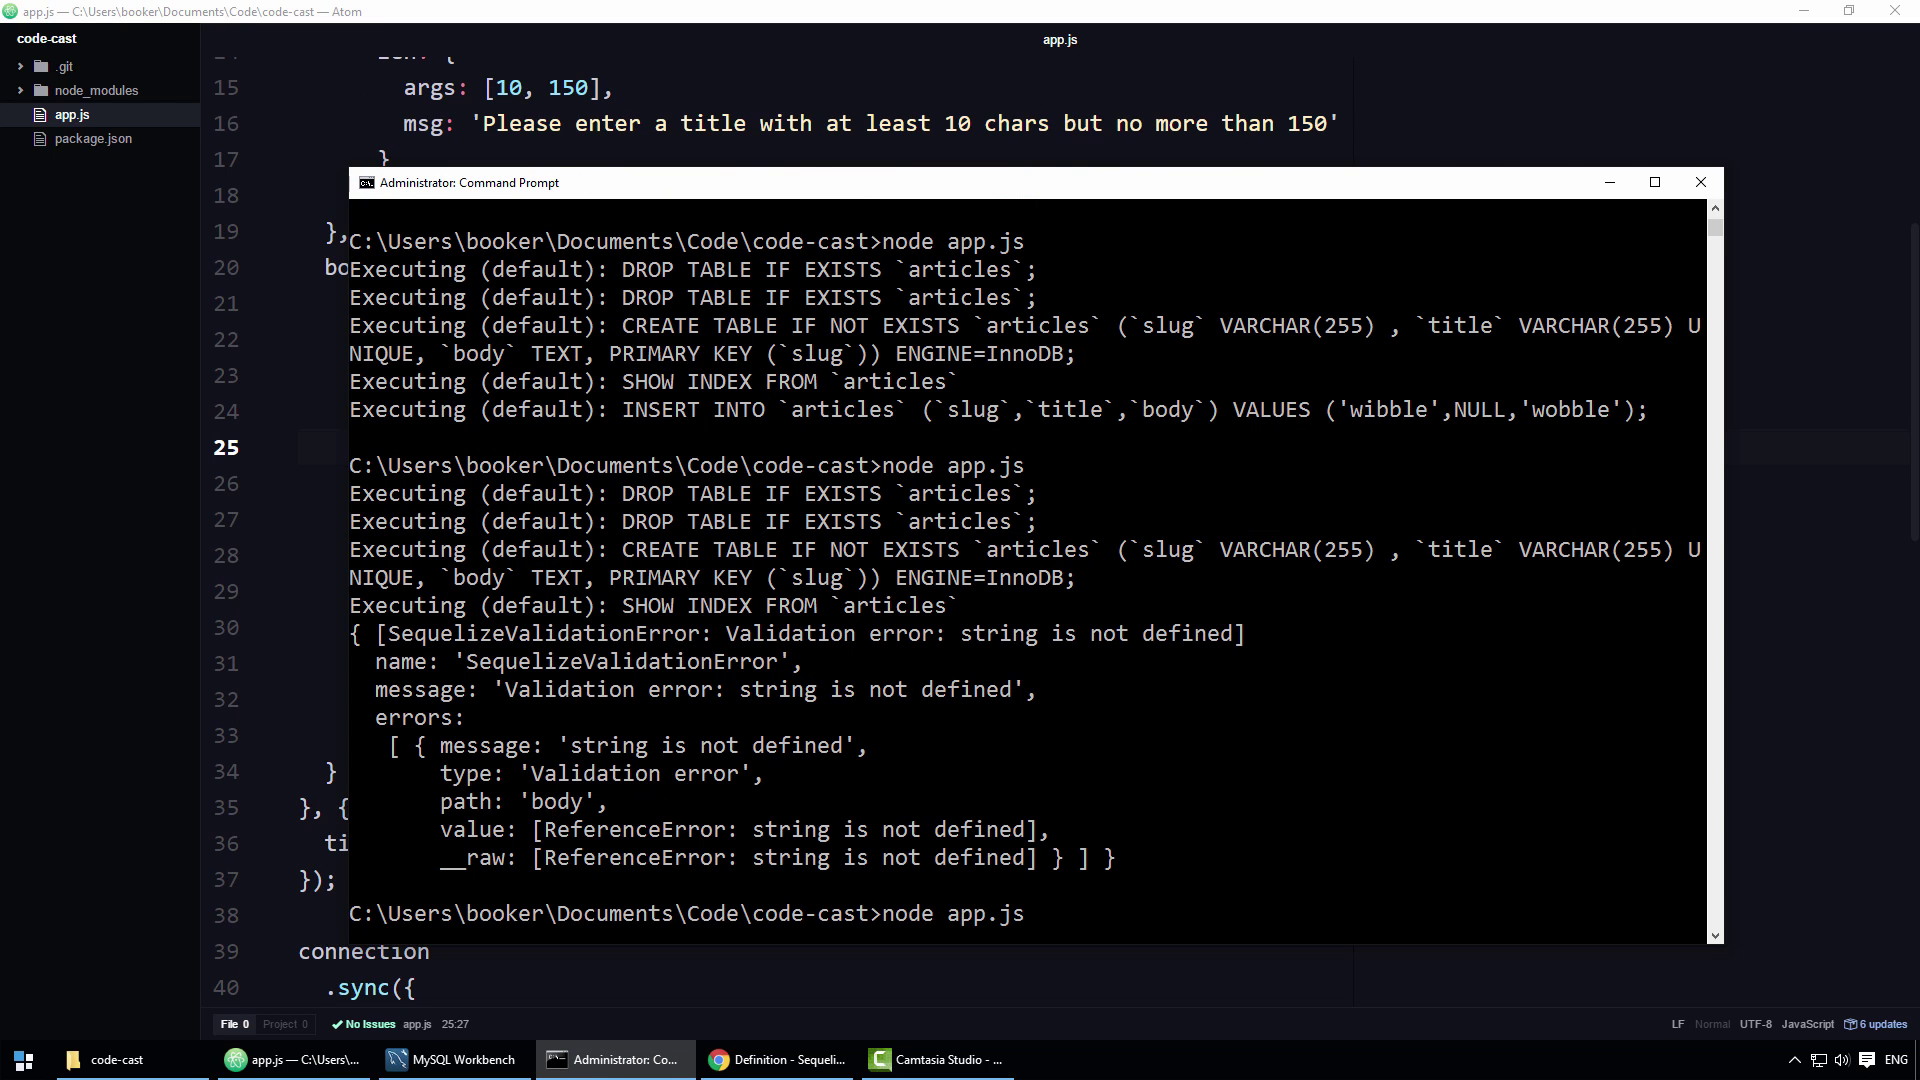 app.js — C:\Users\booker\Documents\Code\code-cast — Atom
code-cast
app.js
.git
node_modules
app.js
package.json
15 args: [10, 150],
16 msg: 'Please enter a title with at least 10 chars but no more than 150'
17 }
18
19 },
20 bo
21
22
23
24
25
26
27
28
29
30
31
32
33
34 }
35 }, {
36 ti
37 });
38
39 connection
40 .sync({
Administrator: Command Prompt
C:\Users\booker\Documents\Code\code-cast>node app.js
Executing (default): DROP TABLE IF EXISTS `articles`;
Executing (default): DROP TABLE IF EXISTS `articles`;
Executing (default): CREATE TABLE IF NOT EXISTS `articles` (`slug` VARCHAR(255) , `title` VARCHAR(255) U
NIQUE, `body` TEXT, PRIMARY KEY (`slug`)) ENGINE=InnoDB;
Executing (default): SHOW INDEX FROM `articles`
Executing (default): INSERT INTO `articles` (`slug`,`title`,`body`) VALUES ('wibble',NULL,'wobble');
C:\Users\booker\Documents\Code\code-cast>node app.js
Executing (default): DROP TABLE IF EXISTS `articles`;
Executing (default): DROP TABLE IF EXISTS `articles`;
Executing (default): CREATE TABLE IF NOT EXISTS `articles` (`slug` VARCHAR(255) , `title` VARCHAR(255) U
NIQUE, `body` TEXT, PRIMARY KEY (`slug`)) ENGINE=InnoDB;
Executing (default): SHOW INDEX FROM `articles`
{ [SequelizeValidationError: Validation error: string is not defined]
name: 'SequelizeValidationError',
message: 'Validation error: string is not defined',
errors:
[ { message: 'string is not defined',
type: 'Validation error',
path: 'body',
value: [ReferenceError: string is not defined],
__raw: [ReferenceError: string is not defined] } ] }
C:\Users\booker\Documents\Code\code-cast>node app.js
File 0 Project 0 No Issues app.js 25:27 LF Normal UTF-8 JavaScript 6 updates
code-cast app.js — C:\Users\... MySQL Workbench Administrator: Co... Definition - Sequeli... Camtasia Studio - ... ENG